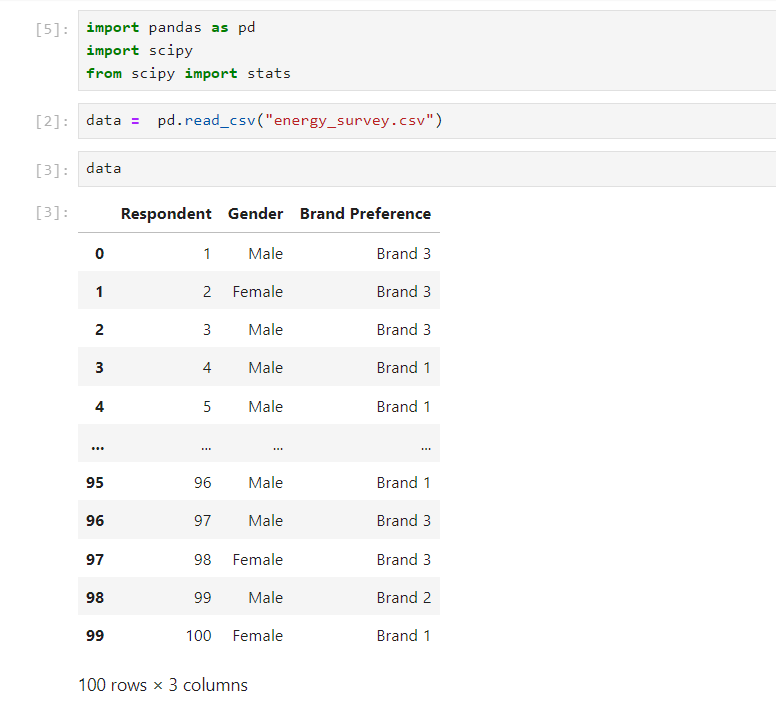 [5]: import pandas as pd
import scipy
from scipy import stats
[2]: data =  pd.read_csv("energy_survey.csv")
[3]: data
[3]: Respondent Gender Brand Preference
0 1 Male Brand 3
1 2 Female Brand 3
2 3 Male Brand 3
3 4 Male Brand 1
4 5 Male Brand 1
... ... ... ...
95 96 Male Brand 1
96 97 Male Brand 3
97 98 Female Brand 3
98 99 Male Brand 2
99 100 Female Brand 1
100 rows × 3 columns